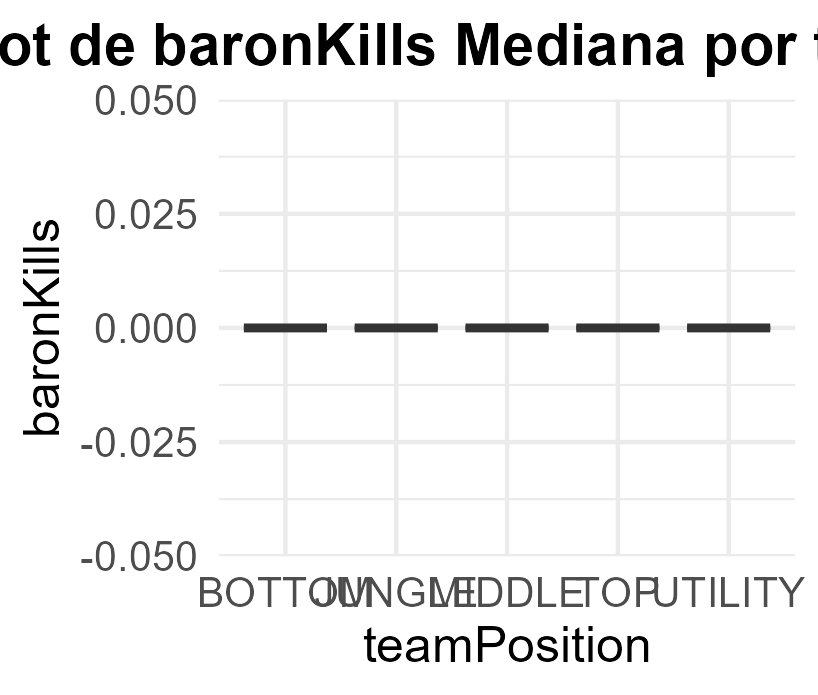 ot de baronKills Mediana por t
0.050
0.025
0.000
-0.025
-0.050
baronKills
BOTTOM JUNGLE MIDDLE TOP UTILITY
teamPosition